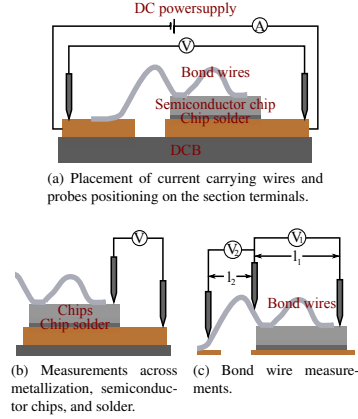 DC powersupply
A
V
Bond wires
Semiconductor chip
Chip solder
DCB
(a) Placement of current carrying wires and
probes positioning on the section terminals.
V
Chips
Chip solder
(b) Measurements across
metallization, semiconduc-
tor chips, and solder.
V₁
l₁
V₂
l₂
Bond wires
(c) Bond wire measure-
ments.